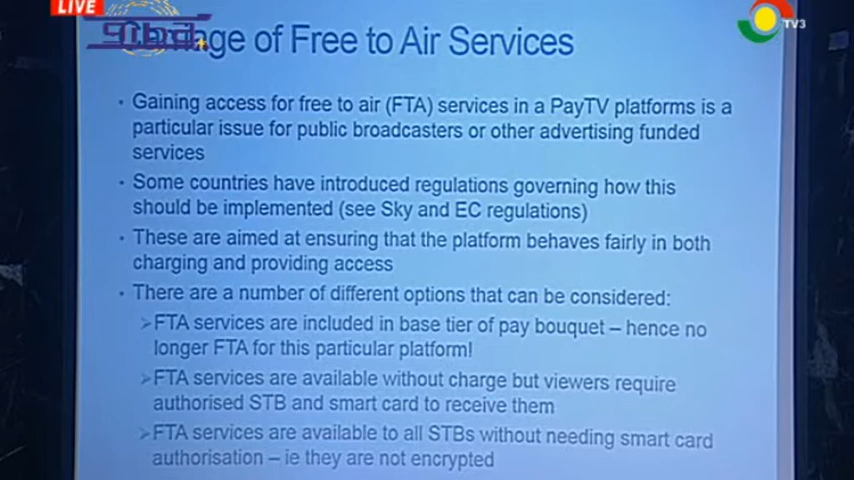 LIVE
TV3
of Free to Air Services
• Gaining access for free to air (FTA) services in a PayTV platforms is a
particular issue for public broadcasters or other advertising funded
services
• Some countries have introduced regulations governing how this
should be implemented (see Sky and EC regulations)
• These are aimed at ensuring that the platform behaves fairly in both
charging and providing access
• There are a number of different options that can be considered:
➢FTA services are included in base tier of pay bouquet – hence no
longer FTA for this particular platform!
➢FTA services are available without charge but viewers require
authorised STB and smart card to receive them
➢FTA services are available to all STBs without needing smart card
authorisation – ie they are not encrypted